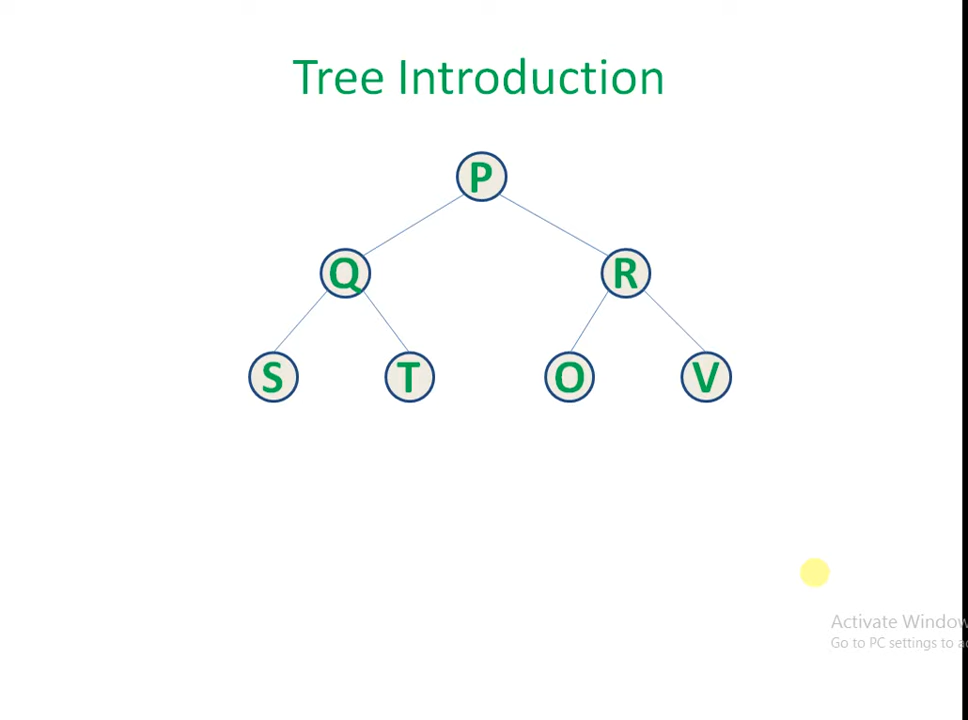 Tree Introduction
P
Q R
S T O V
Activate Window
Go to PC settings to a